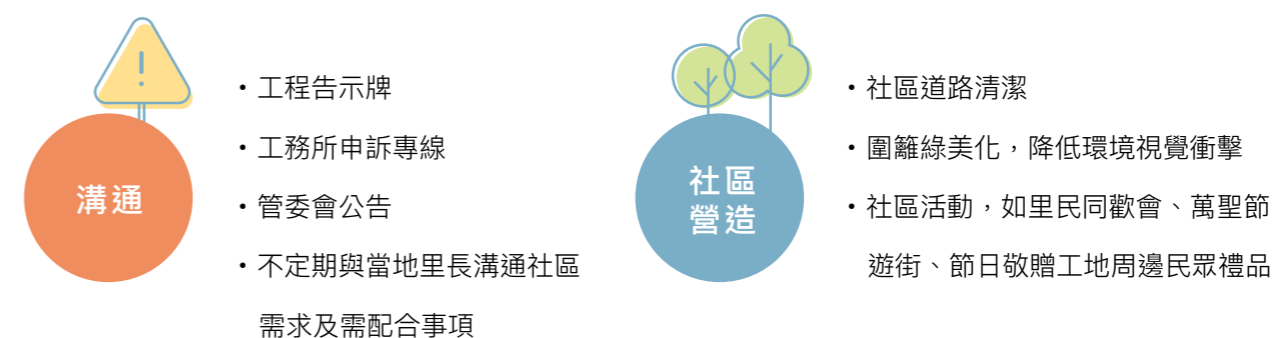 溝通
・工程告示牌
・工務所申訴專線
・管委會公告
・不定期與當地里長溝通社區
需求及需配合事項
社區
營造
・社區道路清潔
・圍籬綠美化，降低環境視覺衝擊
・社區活動，如里民同歡會、萬聖節
遊街、節日敬贈工地周邊民眾禮品